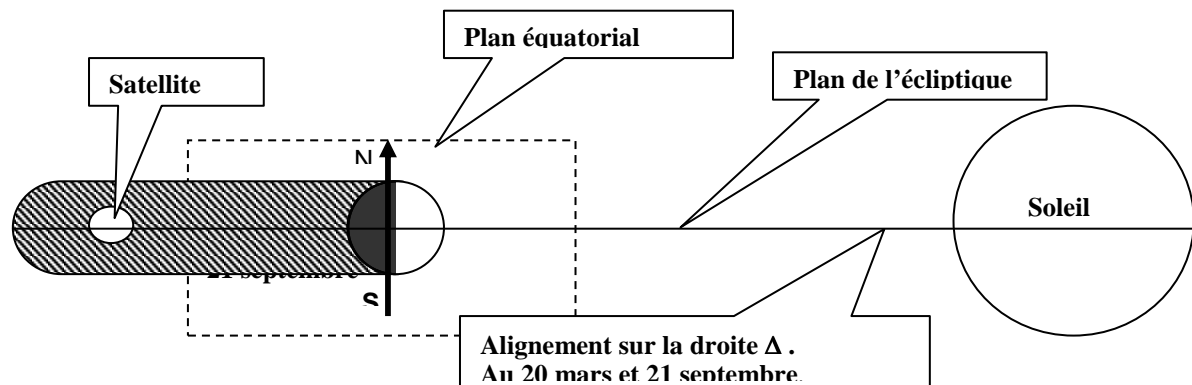 Plan équatorial
Satellite
Plan de l’écliptique
N
Soleil
21 septembre
S
Alignement sur la droite Δ .
Au 20 mars et 21 septembre.